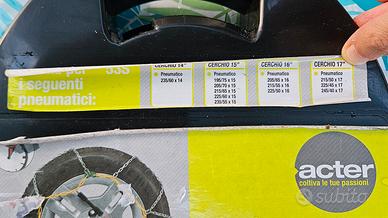 per SSS
i seguenti
pneumatici:
CERCHIO 14"
Pneumatico
235/60 x 14
CERCHIO 15"
Pneumatico
195/75 x 15
205/70 x 15
215/65 x 15
225/60 x 15
235/55 x 15
CERCHIO 16"
Pneumatico
205/65 x 16
215/55 x 16
225/50 x 16
CERCHIO 17"
Pneumatico
215/50 x 17
225/45 x 17
245/40 x 17
acter
coltiva le tue passioni
subito